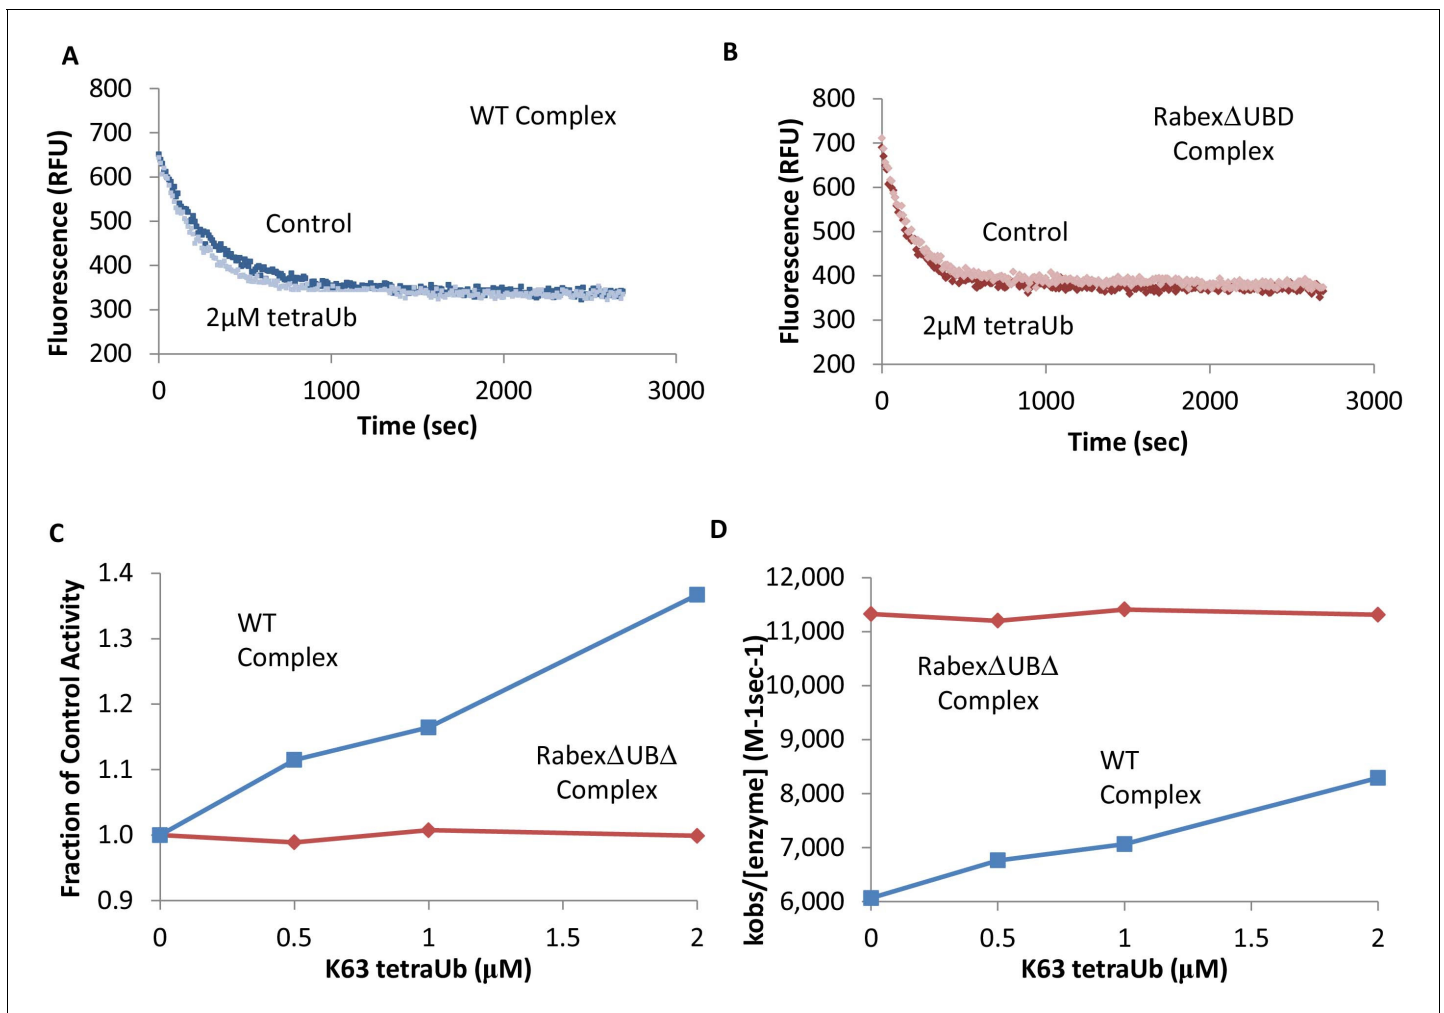 A
800
700
600
500
400
300
200
0
1000
2000
3000
Fluorescence (RFU)
Time (sec)
WT Complex
Control
2μM tetraUb
B
800
700
600
500
400
300
200
0
1000
2000
3000
Fluorescence (RFU)
Time (sec)
RabexΔUBD
Complex
Control
2μM tetraUb
C
1.4
1.3
1.2
1.1
1.0
0.9
0
0.5
1
1.5
2
Fraction of Control Activity
K63 tetraUb (μM)
WT
Complex
RabexΔUBΔ
Complex
D
12,000
11,000
10,000
9,000
8,000
7,000
6,000
0
0.5
1
1.5
2
kobs/[enzyme] (M-1sec-1)
K63 tetraUb (μM)
RabexΔUBΔ
Complex
WT
Complex